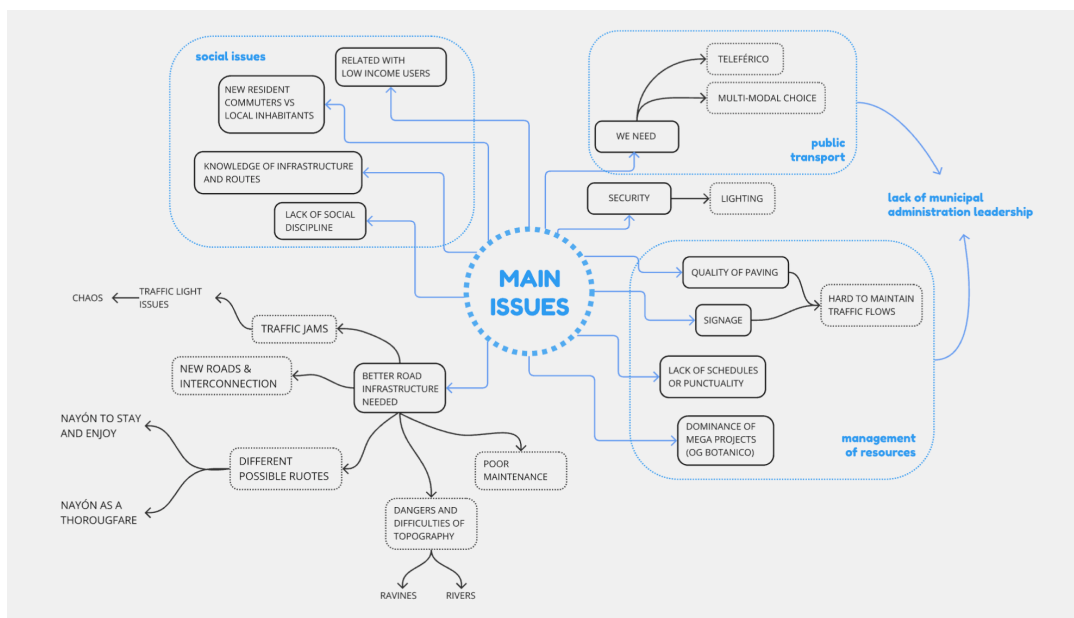 social issues
RELATED WITH
LOW INCOME USERS
NEW RESIDENT
COMMUTERS VS
LOCAL INHABITANTS
KNOWLEDGE OF INFRASTRUCTURE
AND ROUTES
LACK OF SOCIAL
DISCIPLINE
TELEFÉRICO
MULTI-MODAL CHOICE
WE NEED
public
transport
SECURITY
LIGHTING
lack of municipal
administration leadership
MAIN
ISSUES
QUALITY OF PAVING
SIGNAGE
HARD TO MAINTAIN
TRAFFIC FLOWS
LACK OF SCHEDULES
OR PUNCTUALITY
DOMINANCE OF
MEGA PROJECTS
(OG BOTANICO)
management
of resources
CHAOS
TRAFFIC LIGHT
ISSUES
TRAFFIC JAMS
NEW ROADS &
INTERCONNECTION
BETTER ROAD
INFRASTRUCTURE
NEEDED
NAYÓN TO STAY
AND ENJOY
DIFFERENT
POSSIBLE RUOTES
NAYÓN AS A
THOROUGFARE
POOR
MAINTENANCE
DANGERS AND
DIFFICULTIES OF
TOPOGRAPHY
RAVINES
RIVERS